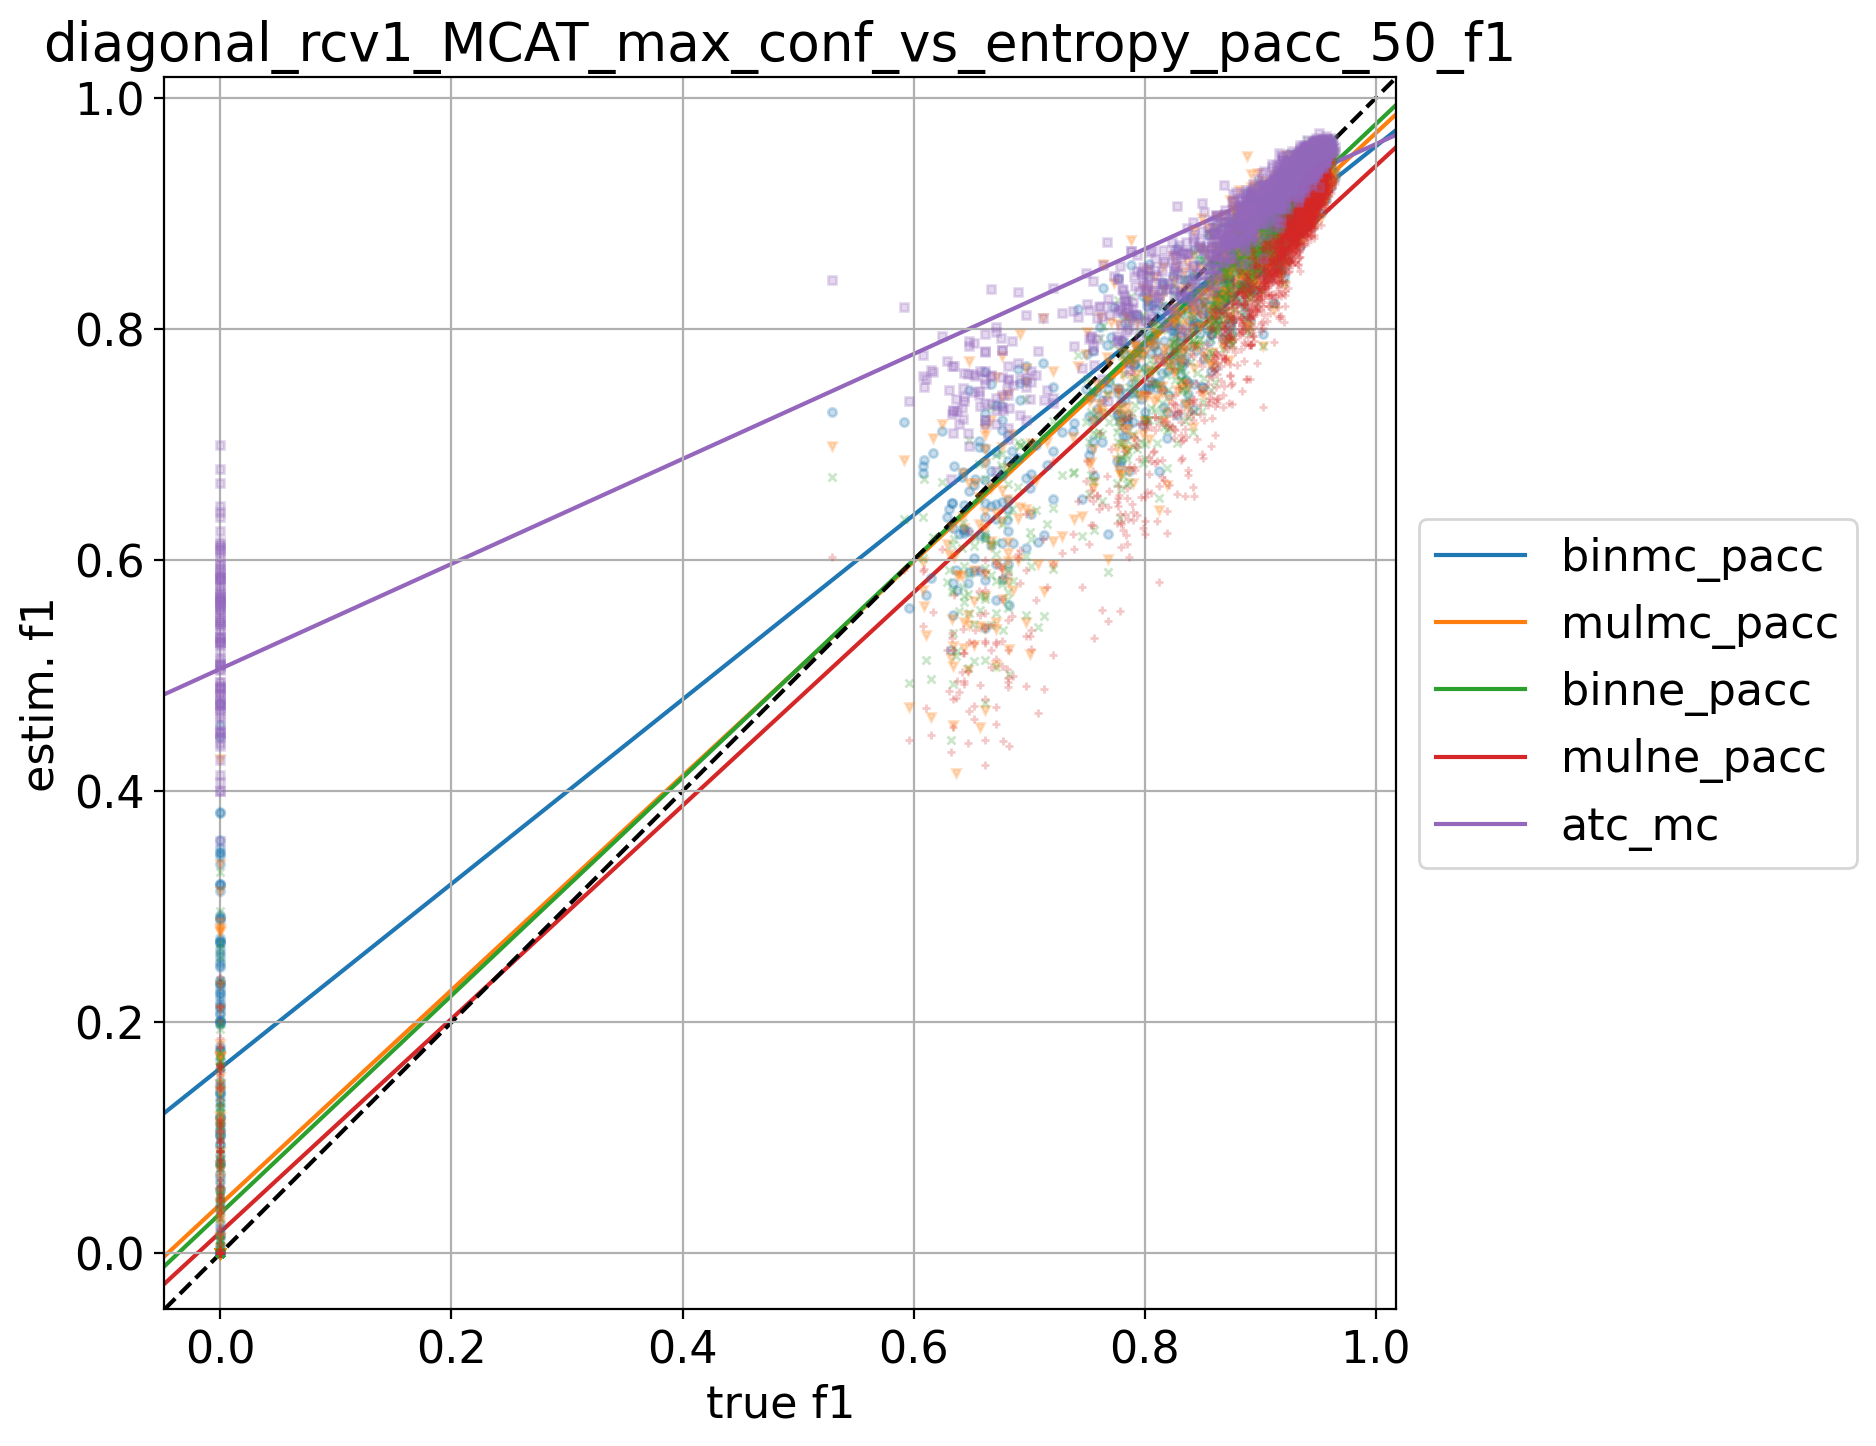 diagonal_rcv1_MCAT_max_conf_vs_entropy_pacc_50_f1
1.0
0.8
0.6
0.4
0.2
0.0
estim. f1
0.0 0.2 0.4 0.6 0.8 1.0
true f1
binmc_pacc
mulmc_pacc
binne_pacc
mulne_pacc
atc_mc